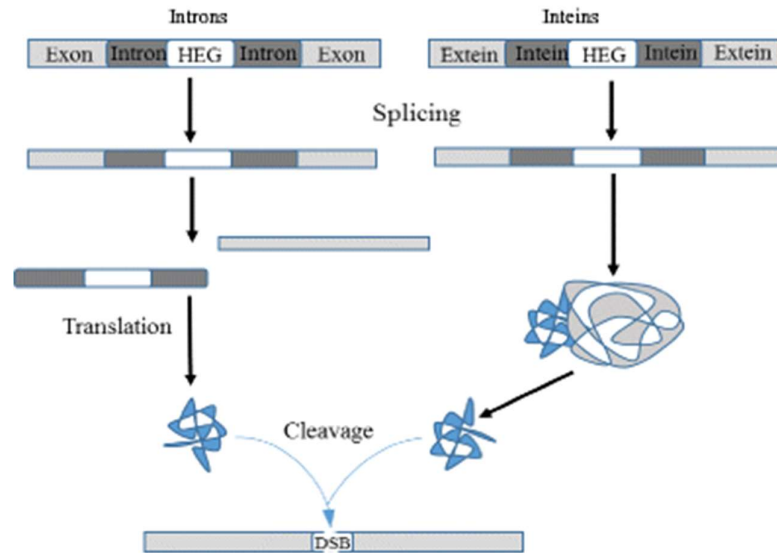 Introns Inteins
Exon Intron HEG Intron Exon
Extein Intein HEG Intein Extein
Splicing
Translation
Cleavage
DSB